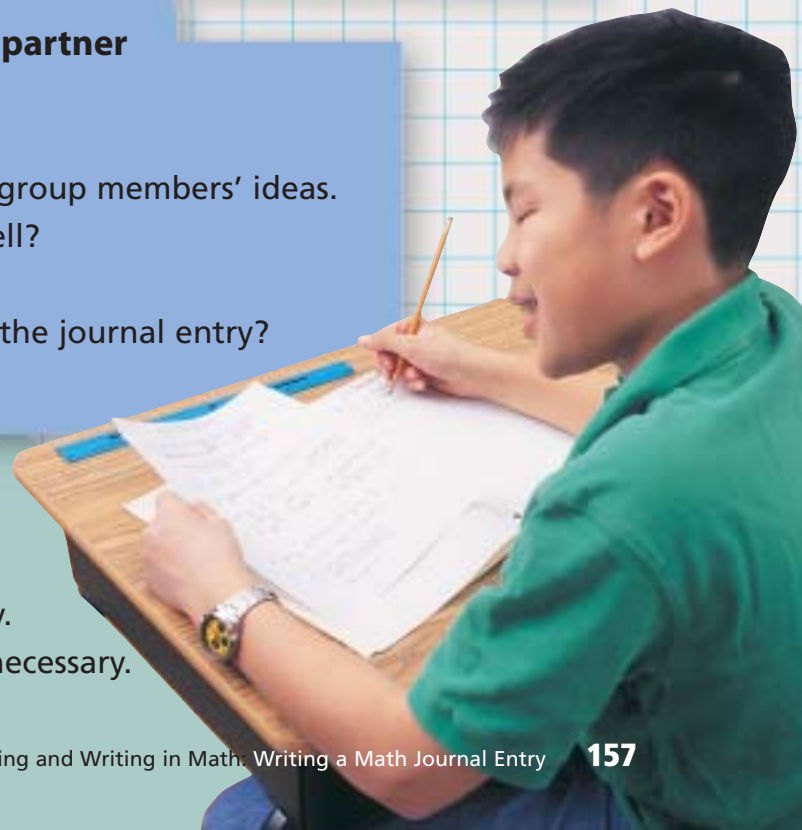 partner
group members’ ideas.
ell?
the journal entry?
y.
necessary.
ing and Writing in Math: Writing a Math Journal Entry 157